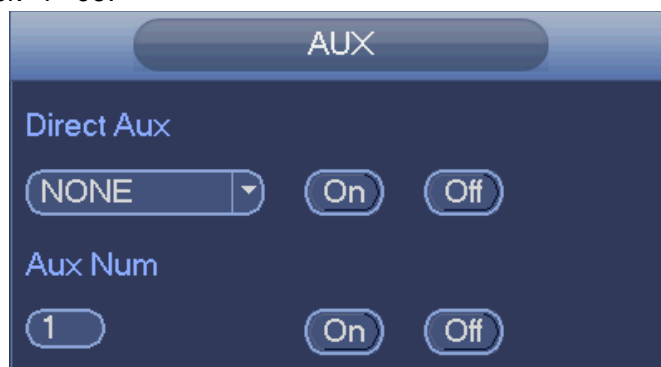 AUX
Direct Aux
NONE On Off
Aux Num
1 On Off